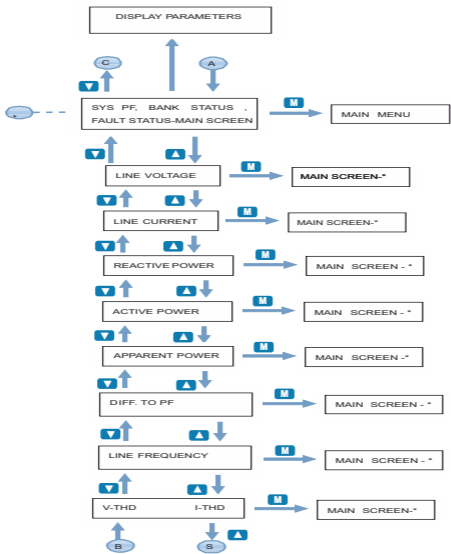 DISPLAY PARAMETERS
C
A
SYS PF, BANK STATUS ,
FAULT STATUS-MAIN SCREEN
M
MAIN MENU
LINE VOLTAGE
M
MAIN SCREEN-*
LINE CURRENT
M
MAIN SCREEN-*
REACTIVE POWER
M
MAIN SCREEN - *
ACTIVE POWER
M
MAIN SCREEN - *
APPARENT POWER
M
MAIN SCREEN -*
DIFF. TO PF
M
MAIN SCREEN - *
LINE FREQUENCY
M
MAIN SCREEN - *
V-THD I-THD
M
MAIN SCREEN-*
B
S